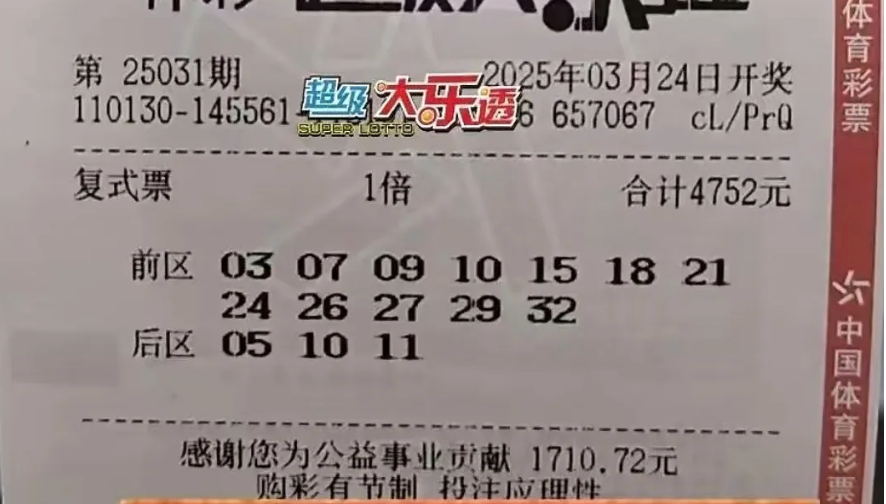 第 25031期 2025年03月24日开奖
110130-145561- 657067 cL/PrQ
超级大乐透
SUPER LOTTO
复式票 1倍 合计4752元
前区 03 07 09 10 15 18 21
24 26 27 29 32
后区 05 10 11
感谢您为公益事业贡献 1710.72元
购彩有节制 投注应理性
体育彩票
中国体育彩票